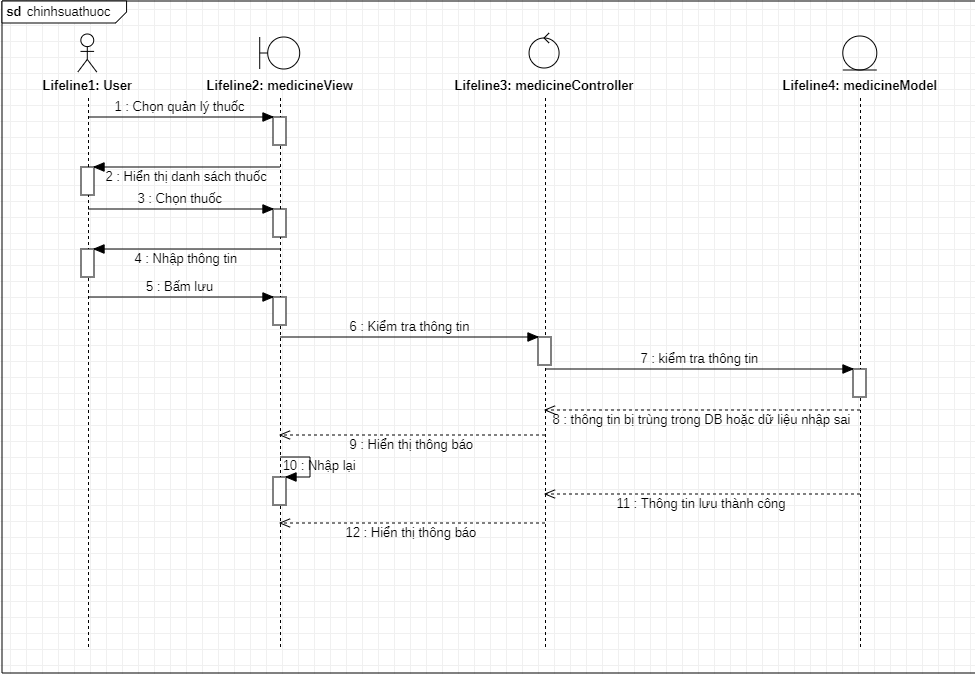 sd chinhsuathuoc
Lifeline1: User
Lifeline2: medicineView
Lifeline3: medicineController
Lifeline4: medicineModel
1 : Chọn quản lý thuốc
2 : Hiển thị danh sách thuốc
3 : Chọn thuốc
4 : Nhập thông tin
5 : Bấm lưu
6 : Kiểm tra thông tin
7 : kiểm tra thông tin
8 : thông tin bị trùng trong DB hoặc dữ liệu nhập sai
9 : Hiển thị thông báo
10 : Nhập lại
11 : Thông tin lưu thành công
12 : Hiển thị thông báo